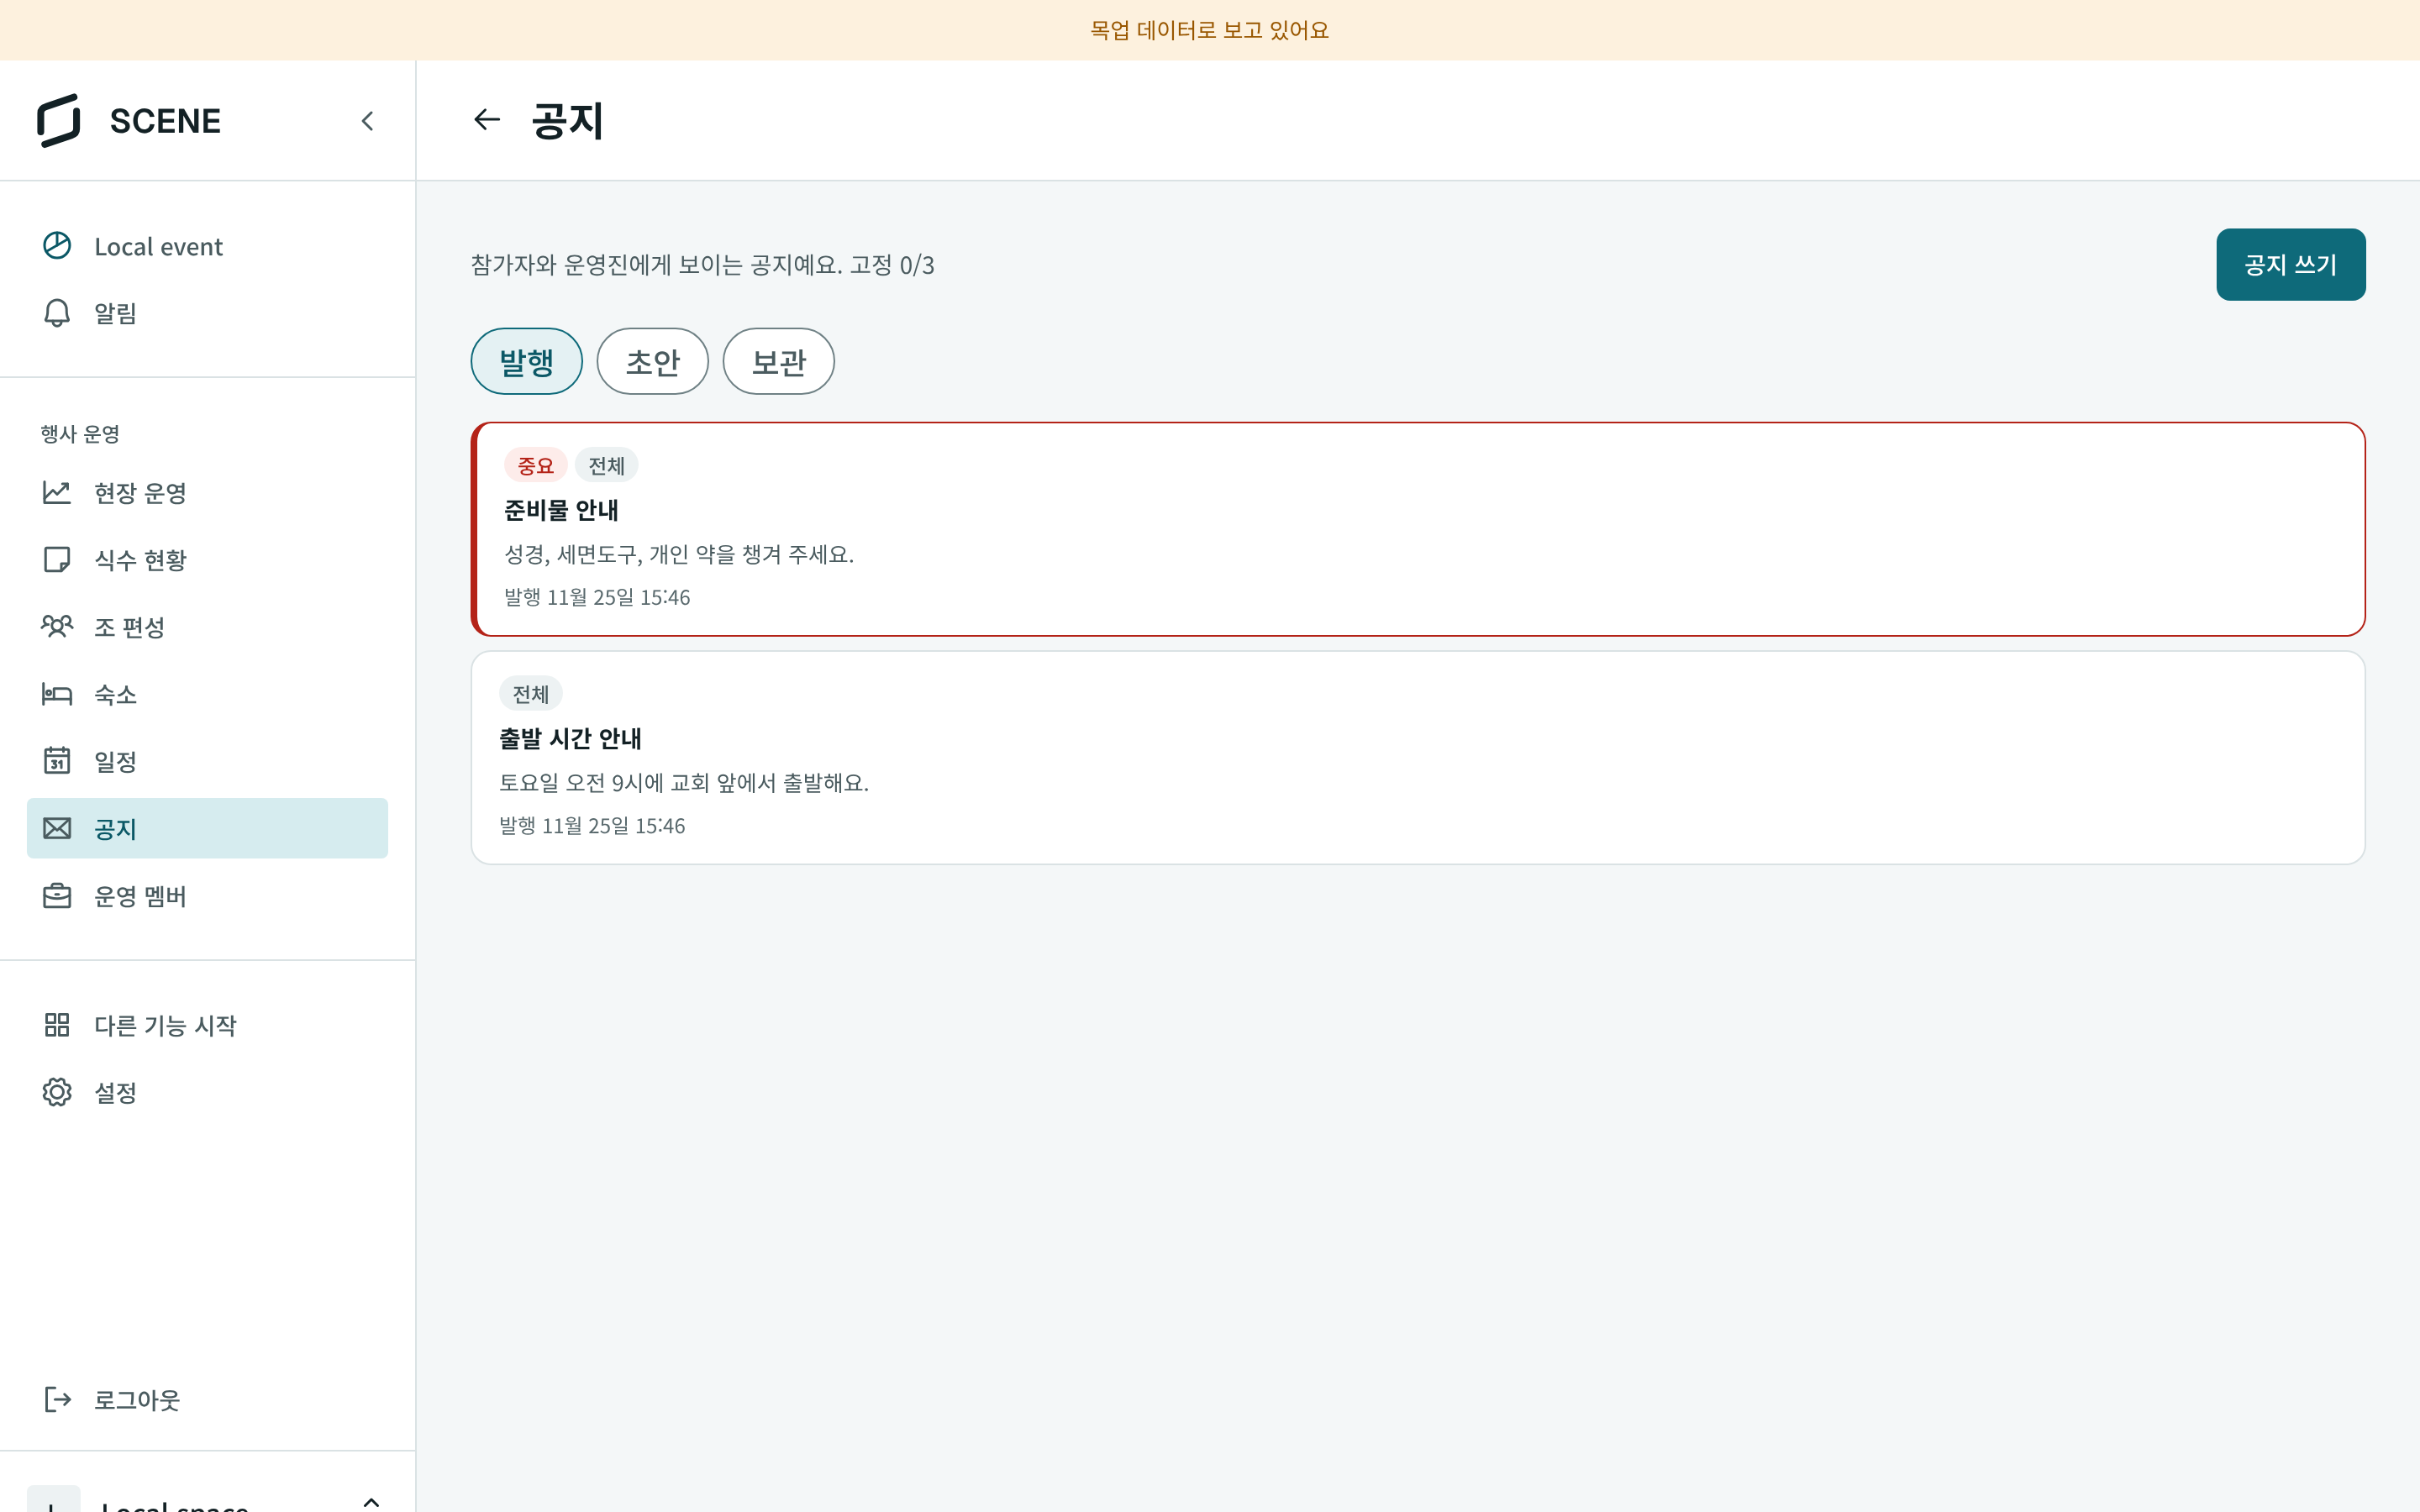 목업 데이터로 보고 있어요
SCENE
공지
Local event
알림
행사 운영
현장 운영
식수 현황
조 편성
숙소
31
일정
공지
운영 멤버
다른 기능 시작
설정
로그아웃
Local space
참가자와 운영진에게 보이는 공지예요. 고정 0/3
공지 쓰기
발행 초안 보관
중요 전체
준비물 안내
성경, 세면도구, 개인 약을 챙겨 주세요.
발행 11월 25일 15:46
전체
출발 시간 안내
토요일 오전 9시에 교회 앞에서 출발해요.
발행 11월 25일 15:46